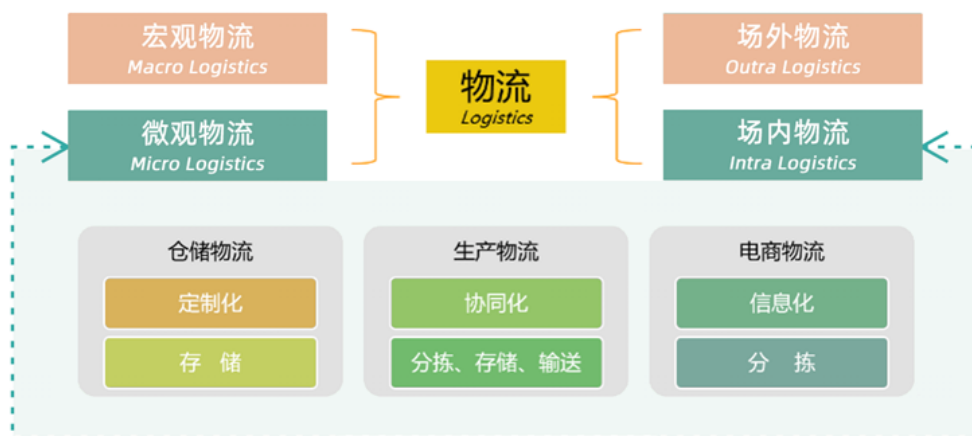 宏观物流
Macro Logistics
物流
Logistics
场外物流
Outra Logistics
微观物流
Micro Logistics
场内物流
Intra Logistics
仓储物流
定制化
存 储
生产物流
协同化
分拣、存储、输送
电商物流
信息化
分 拣